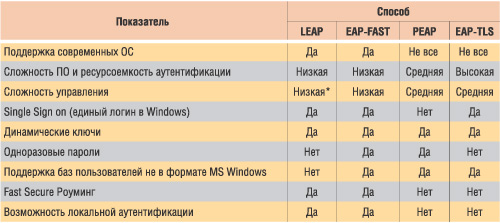 Показатель Способ
LEAP EAP-FAST PEAP EAP-TLS
Поддержка современных ОС Да Да Не все Не все
Сложность ПО и ресурсоемкость аутентификации Низкая Низкая Средняя Высокая
Сложность управления Низкая* Низкая Средняя Средняя
Single Sign on (единый логин в Windows) Да Да Нет Да
Динамические ключи Да Да Да Да
Одноразовые пароли Нет Да Да Нет
Поддержка баз пользователей не в формате MS Windows Нет Да Да Да
Fast Secure Роуминг Да Да Нет Нет
Возможность локальной аутентификации Да Да Нет Нет